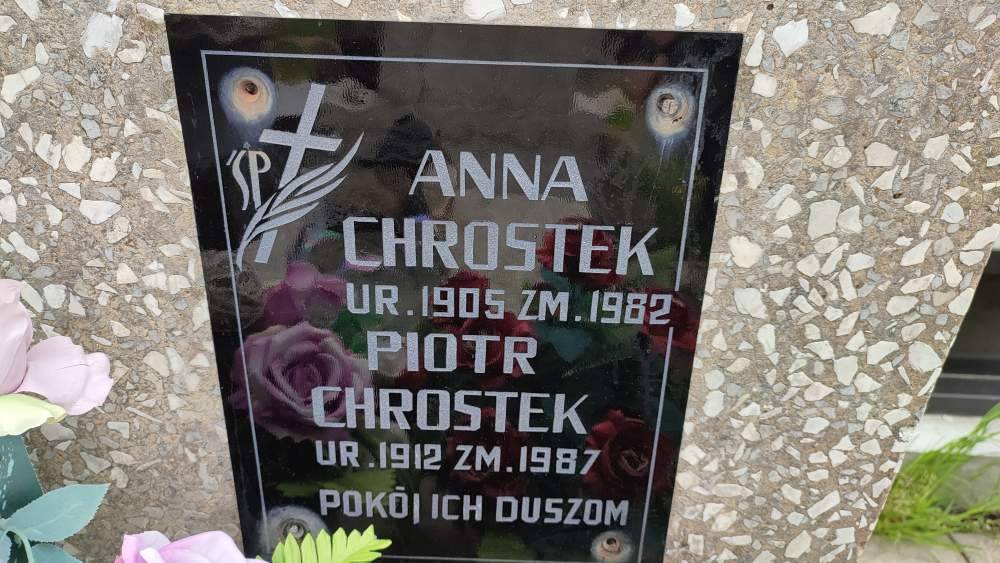 ŚP
ANNA
CHROSTEK
UR. 1905 ZM. 1982
PIOTR
CHROSTEK
UR. 1912 ZM. 1987
POKÓJ ICH DUSZOM